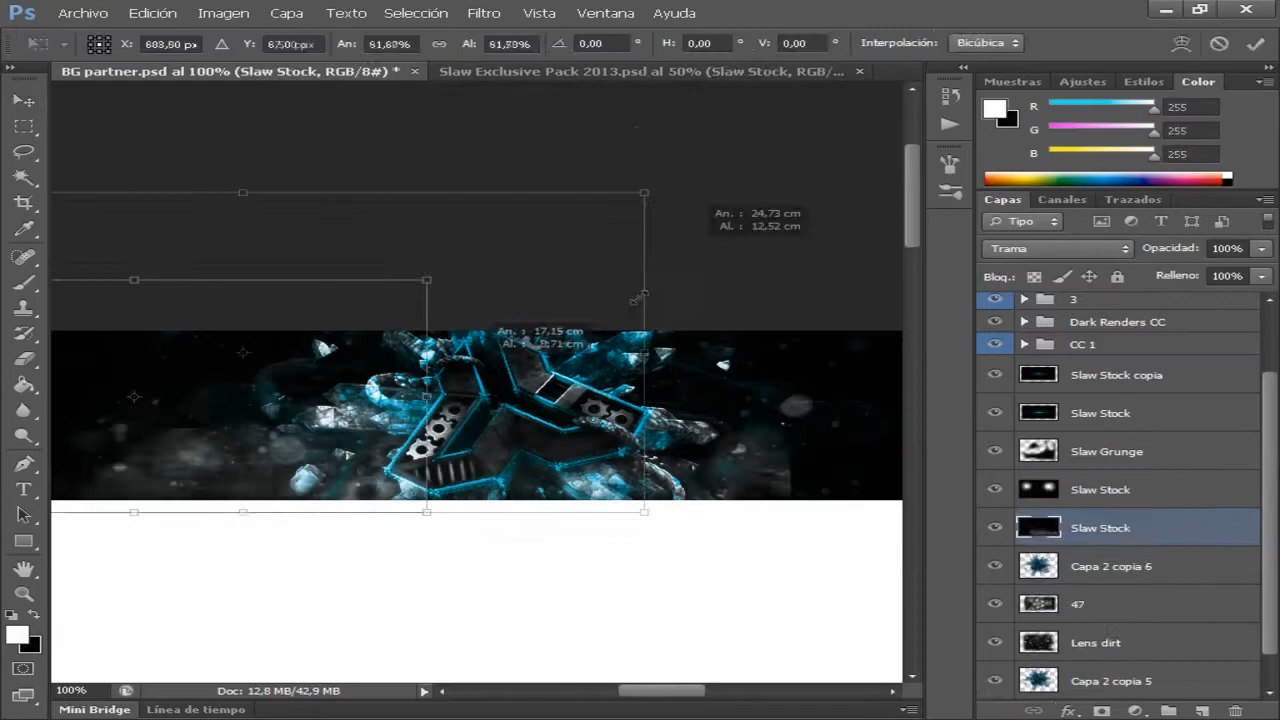 Ps Archivo Edición Imagen Capa Texto Selección Filtro Vista Ventana Ayuda
X: 603,80 px Y: 67,00 px An: 81,60% Al: 81,50% 0,00 ° H: 0,00 ° V: 0,00 ° Interpolación: Bicúbica
BG partner.psd al 100% (Slaw Stock, RGB/8#) * × Slaw Exclusive Pack 2013.psd al 50% (Slaw Stock, RGB/... ×
Muestras Ajustes Estilos Color
R 255
G 255
B 255
Capas Canales Trazados
Tipo
Trama Opacidad: 100%
Bloq.: Relleno: 100%
3
Dark Renders CC
CC 1
Slaw Stock copia
Slaw Stock
Slaw Grunge
Slaw Stock
Slaw Stock
Capa 2 copia 6
47
Lens dirt
Capa 2 copia 5
An. : 24,73 cm
Al. : 12,52 cm
An. : 17,15 cm
Al. : 8,71 cm
100% Doc: 12,8 MB/42,9 MB
Mini Bridge Línea de tiempo